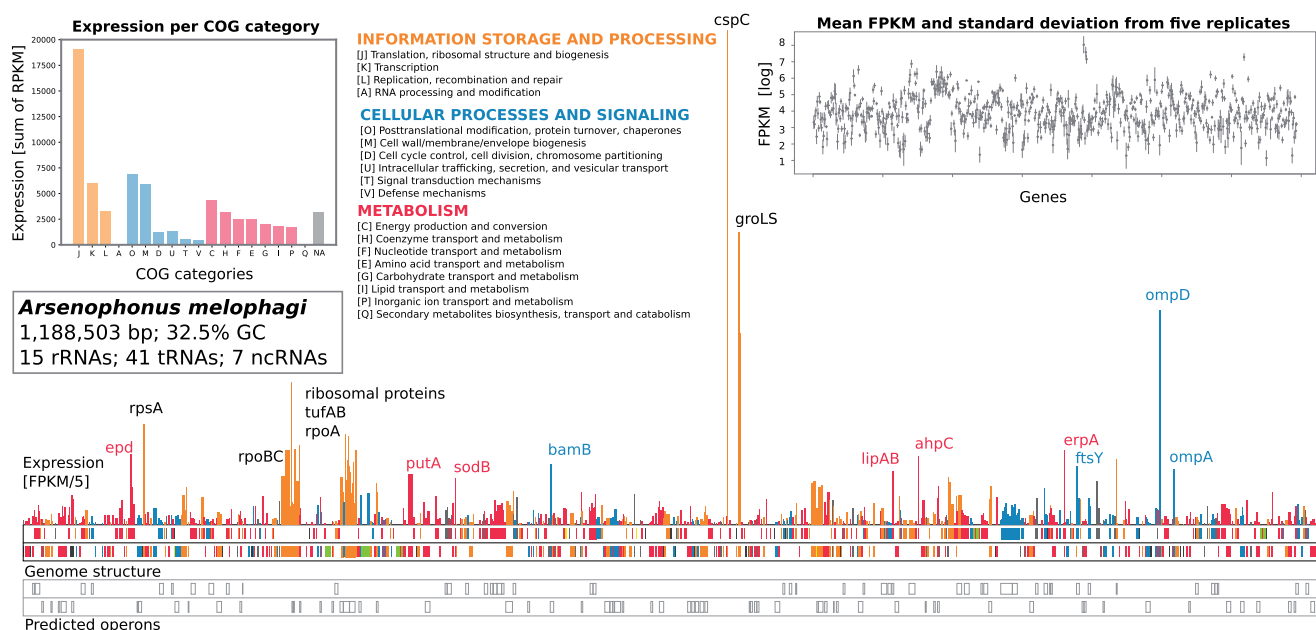 Expression per COG category
20000
17500
15000
12500
10000
7500
5000
2500
0
Expression [sum of RPKM]
J K L A O M D U T V C H F E G I P Q NA
COG categories
INFORMATION STORAGE AND PROCESSING
[J] Translation, ribosomal structure and biogenesis
[K] Transcription
[L] Replication, recombination and repair
[A] RNA processing and modification
CELLULAR PROCESSES AND SIGNALING
[O] Posttranslational modification, protein turnover, chaperones
[M] Cell wall/membrane/envelope biogenesis
[D] Cell cycle control, cell division, chromosome partitioning
[U] Intracellular trafficking, secretion, and vesicular transport
[T] Signal transduction mechanisms
[V] Defense mechanisms
METABOLISM
[C] Energy production and conversion
[H] Coenzyme transport and metabolism
[F] Nucleotide transport and metabolism
[E] Amino acid transport and metabolism
[G] Carbohydrate transport and metabolism
[I] Lipid transport and metabolism
[P] Inorganic ion transport and metabolism
[Q] Secondary metabolites biosynthesis, transport and catabolism
cspC
Mean FPKM and standard deviation from five replicates
8
7
6
5
4
3
2
1
FPKM [log]
Genes
Arsenophonus melophagi
1,188,503 bp; 32.5% GC
15 rRNAs; 41 tRNAs; 7 ncRNAs
groLS
ompD
ribosomal proteins
tufAB
rpoA
rpsA
epd
rpoBC
putA
sodB
bamB
lipAB
ahpC
erpA
ftsY
ompA
Expression
[FPKM/5]
Genome structure
Predicted operons